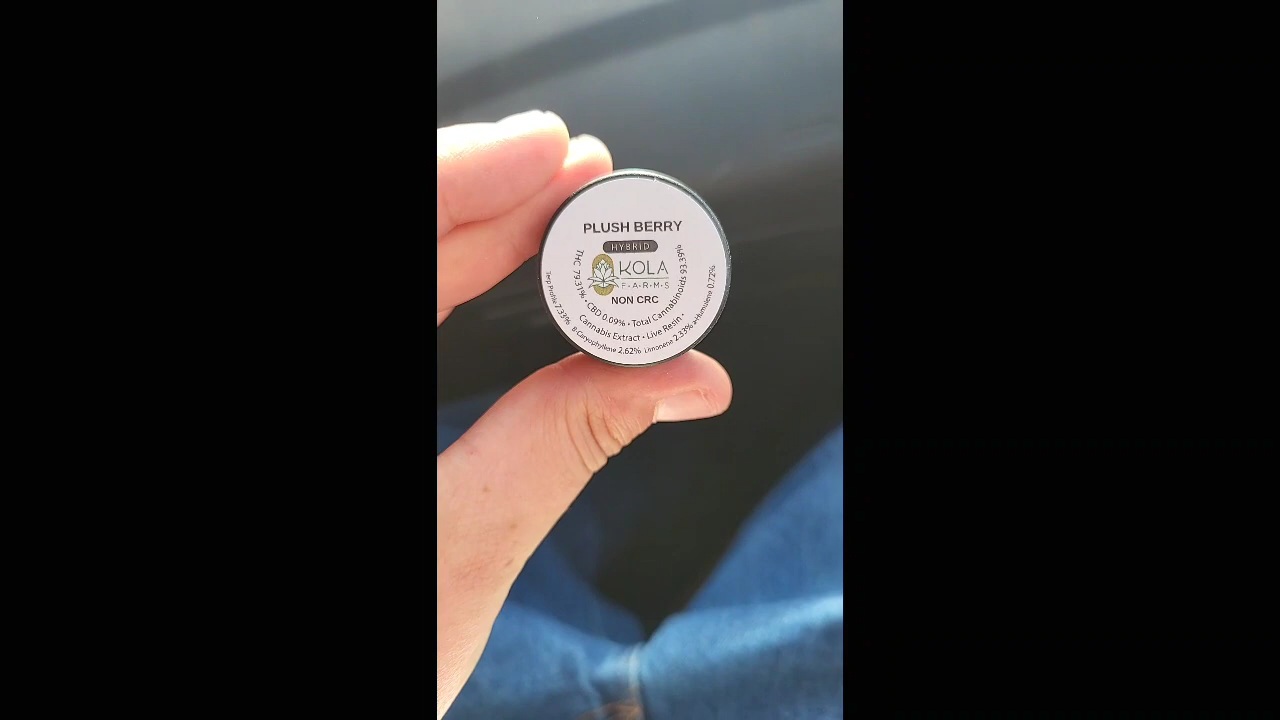 PLUSH BERRY
HYBRID
KOLA
F·A·R·M·S
NON CRC
THC 79.31% • CBD 0.09% • Total Cannabinoids 93.39%
Cannabis Extract • Live Resin •
Profile 7.33% B-Caryophyllene 2.62% Limonene 2.33% a-Humulene 0.72%